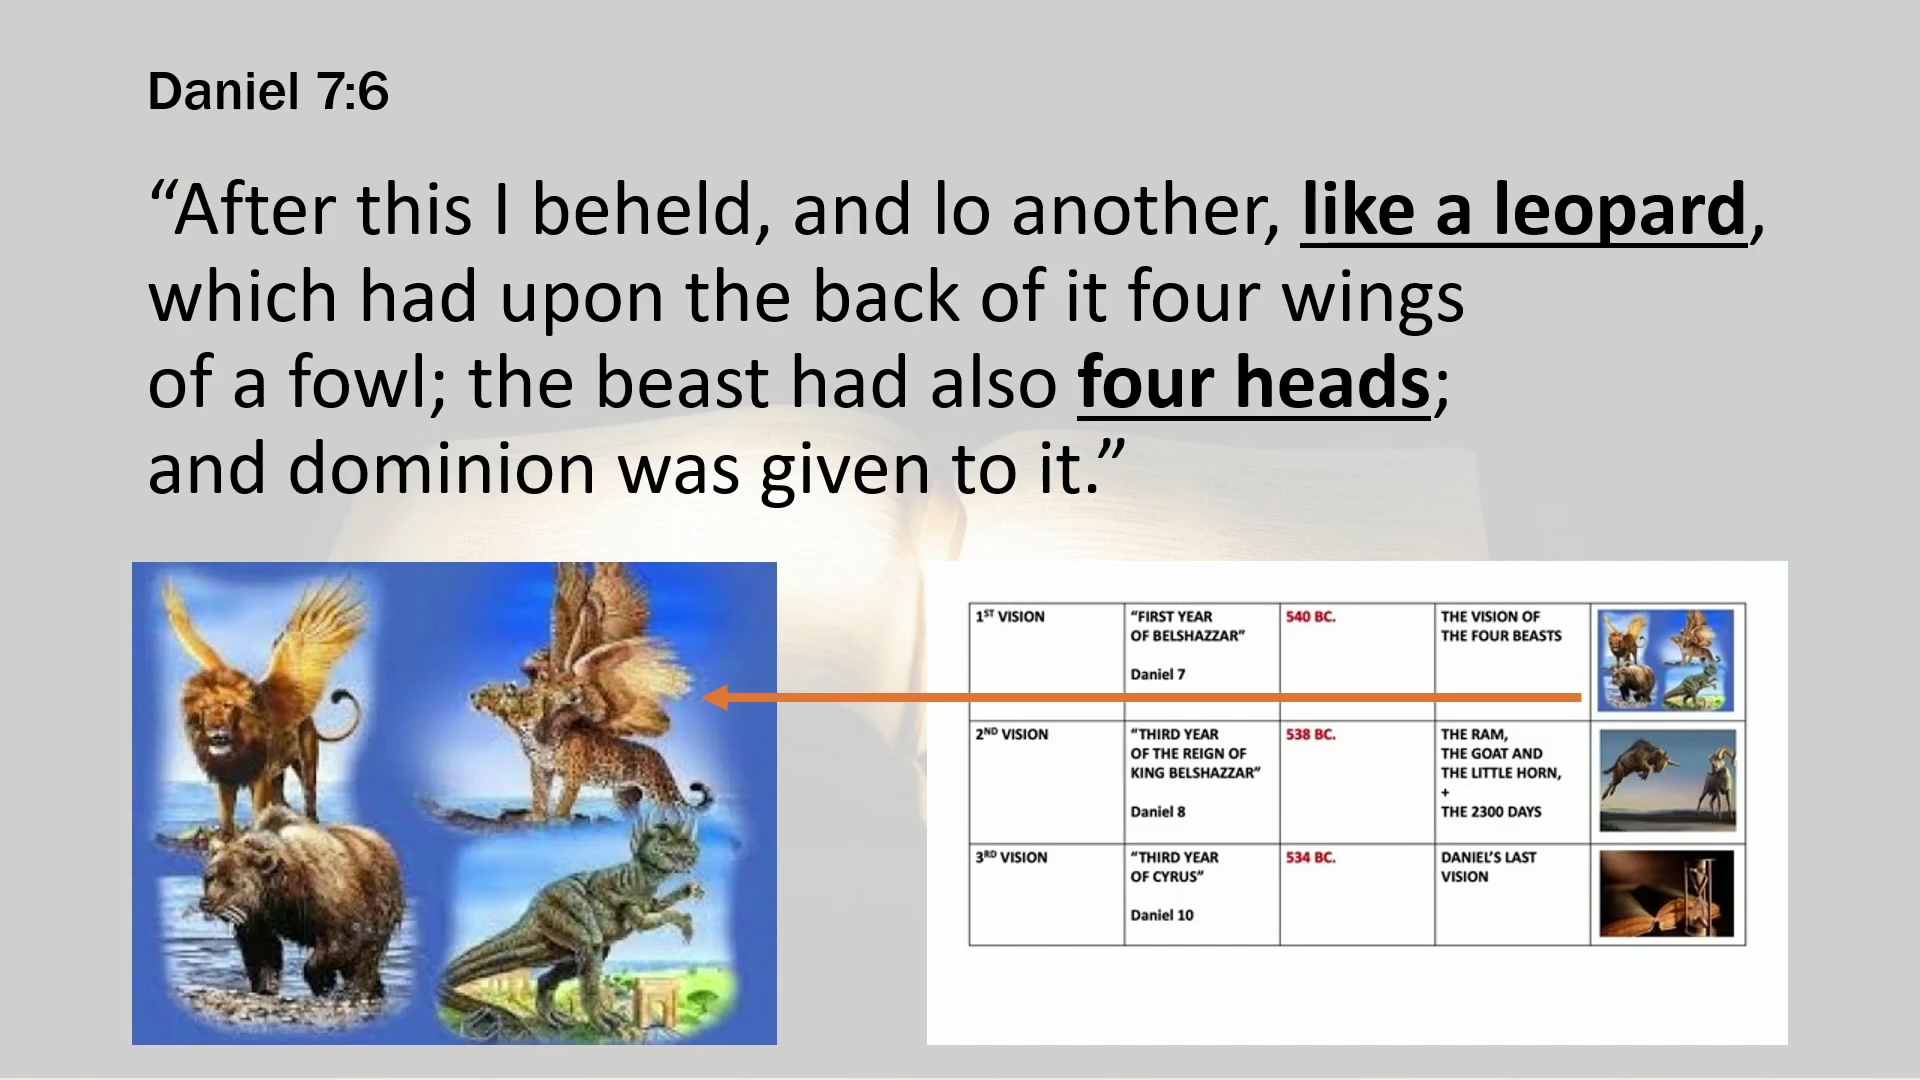 Daniel 7:6
“After this I beheld, and lo another, like a leopard,
which had upon the back of it four wings
of a fowl; the beast had also four heads;
and dominion was given to it.”
1ST VISION
“FIRST YEAR
OF BELSHAZZAR”
Daniel 7
540 BC.
THE VISION OF
THE FOUR BEASTS
2ND VISION
“THIRD YEAR
OF THE REIGN OF
KING BELSHAZZAR”
Daniel 8
538 BC.
THE RAM,
THE GOAT AND
THE LITTLE HORN,
+
THE 2300 DAYS
3RD VISION
“THIRD YEAR
OF CYRUS”
Daniel 10
534 BC.
DANIEL’S LAST
VISION